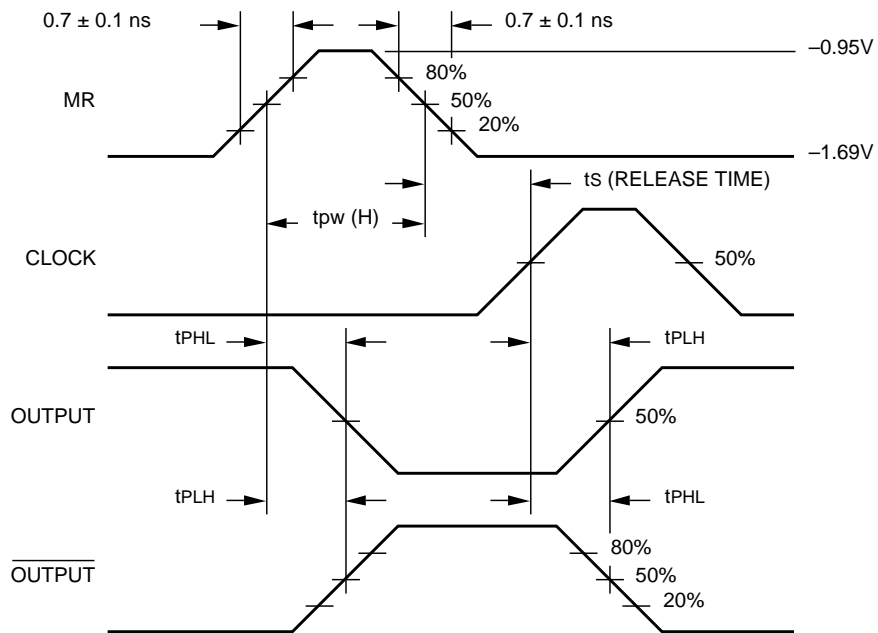 0.7 ± 0.1 ns
0.7 ± 0.1 ns
–0.95V
80%
MR
50%
20%
–1.69V
tS (RELEASE TIME)
tpw (H)
CLOCK
50%
tPHL
tPLH
OUTPUT
50%
tPLH
tPHL
80%
OUTPUT
50%
20%